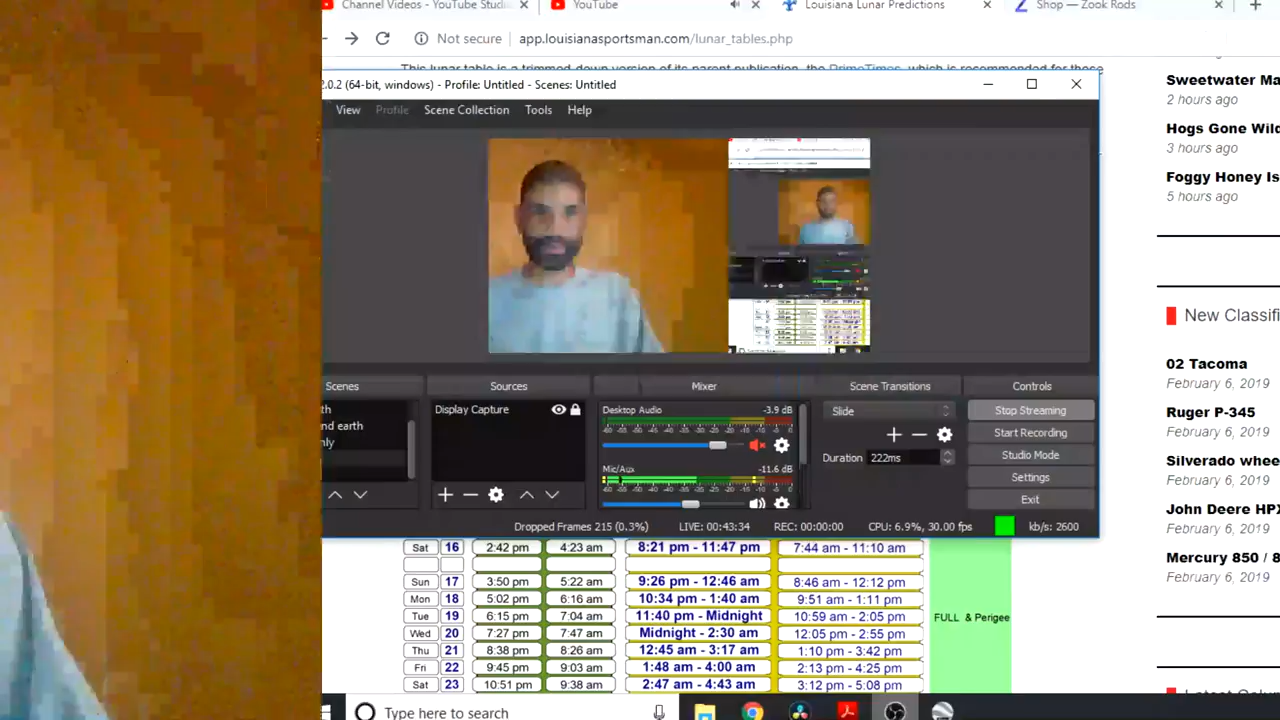 Channel Videos - YouTube Studi
YouTube
Louisiana Lunar Predictions
Shop — Zook Rods
Not secure
app.louisianasportsman.com/lunar_tables.php
This lunar table is a trimmed-down version of its parent publication, the PrimeTimes, which is recommended for those
2.0.2 (64-bit, windows) - Profile: Untitled - Scenes: Untitled
View Profile Scene Collection Tools Help
Scenes
Sources
Mixer
Scene Transitions
Controls
th
nd earth
nly
Display Capture
Desktop Audio -3.9 dB
Mic/Aux -11.6 dB
Slide
Duration 222ms
Stop Streaming
Start Recording
Studio Mode
Settings
Exit
Dropped Frames 215 (0.3%) LIVE: 00:43:34 REC: 00:00:00 CPU: 6.9%, 30.00 fps kb/s: 2600
Sat 16 2:42 pm 4:23 am 8:21 pm - 11:47 pm 7:44 am - 11:10 am
Sun 17 3:50 pm 5:22 am 9:26 pm - 12:46 am 8:46 am - 12:12 pm
Mon 18 5:02 pm 6:16 am 10:34 pm - 1:40 am 9:51 am - 1:11 pm
Tue 19 6:15 pm 7:04 am 11:40 pm - Midnight 10:59 am - 2:05 pm FULL & Perigee
Wed 20 7:27 pm 7:47 am Midnight - 2:30 am 12:05 pm - 2:55 pm
Thu 21 8:38 pm 8:26 am 12:45 am - 3:17 am 1:10 pm - 3:42 pm
Fri 22 9:45 pm 9:03 am 1:48 am - 4:00 am 2:13 pm - 4:25 pm
Sat 23 10:51 pm 9:38 am 2:47 am - 4:43 am 3:12 pm - 5:08 pm
Sweetwater Ma
2 hours ago
Hogs Gone Wild
3 hours ago
Foggy Honey Is
5 hours ago
New Classifi
02 Tacoma
February 6, 2019
Ruger P-345
February 6, 2019
Silverado whee
February 6, 2019
John Deere HPX
February 6, 2019
Mercury 850 / 8
February 6, 2019
Type here to search